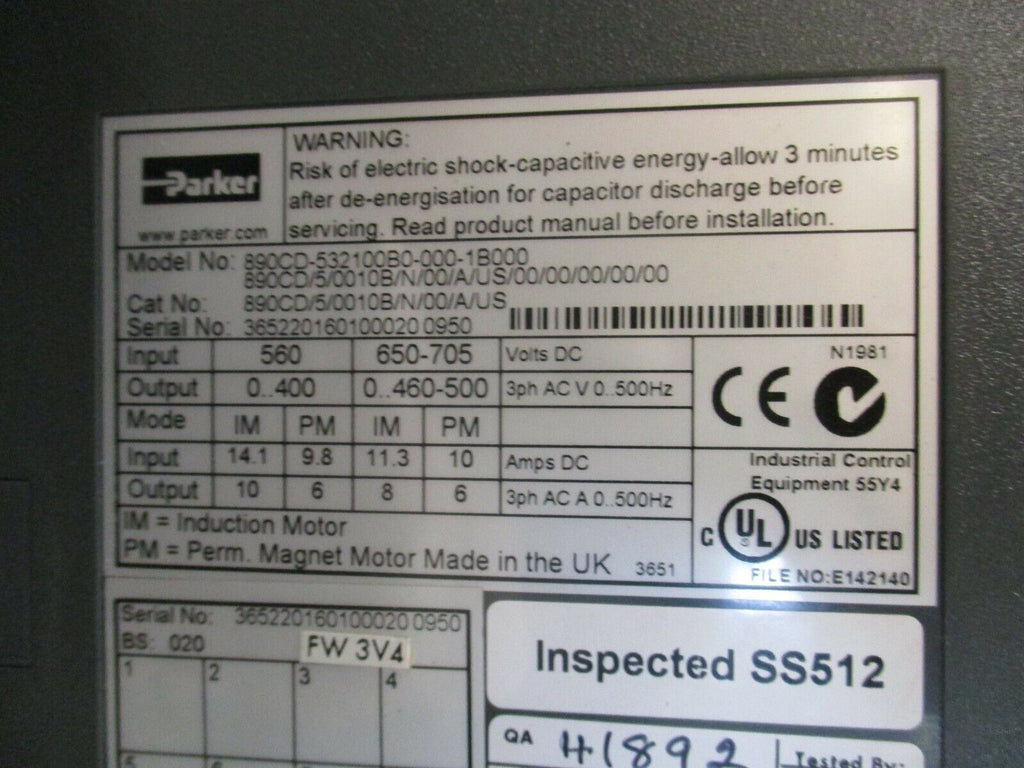 Parker
www.parker.com
WARNING:
Risk of electric shock-capacitive energy-allow 3 minutes
after de-energisation for capacitor discharge before
servicing. Read product manual before installation.
Model No: 890CD-532100B0-000-1B000
890CD/5/0010B/N/00/A/US/00/00/00/00/00
Cat No: 890CD/5/0010B/N/00/A/US
Serial No: 36522016010002 0 0950
Input 560 650-705 Volts DC
Output 0..400 0..460-500 3ph AC V 0..500Hz
Mode IM PM IM PM
Input 14.1 9.8 11.3 10 Amps DC
Output 10 6 8 6 3ph AC A 0..500Hz
IM = Induction Motor
PM = Perm. Magnet Motor Made in the UK 3651
N1981
CE
Industrial Control
Equipment 55Y4
C UL US LISTED
FILE NO:E142140
Serial No: 36522016010002 0 0950
BS: 020
FW 3V4
1 2 3 4
5 6
Inspected SS512
QA 41892 Tested By: